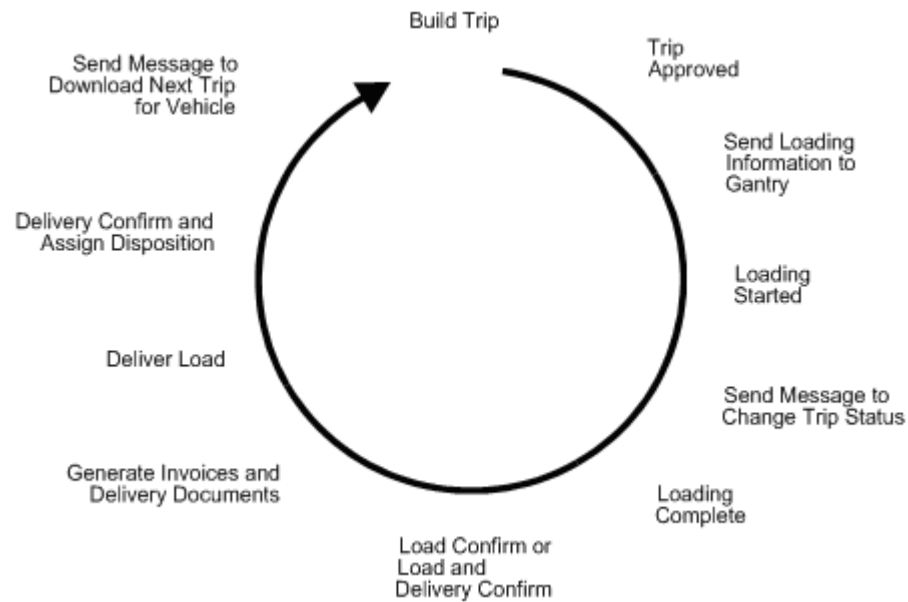 Build Trip
Trip
Approved
Send Loading
Information to
Gantry
Loading
Started
Send Message to
Change Trip Status
Loading
Complete
Load Confirm or
Load and
Delivery Confirm
Generate Invoices and
Delivery Documents
Deliver Load
Delivery Confirm and
Assign Disposition
Send Message to
Download Next Trip
for Vehicle